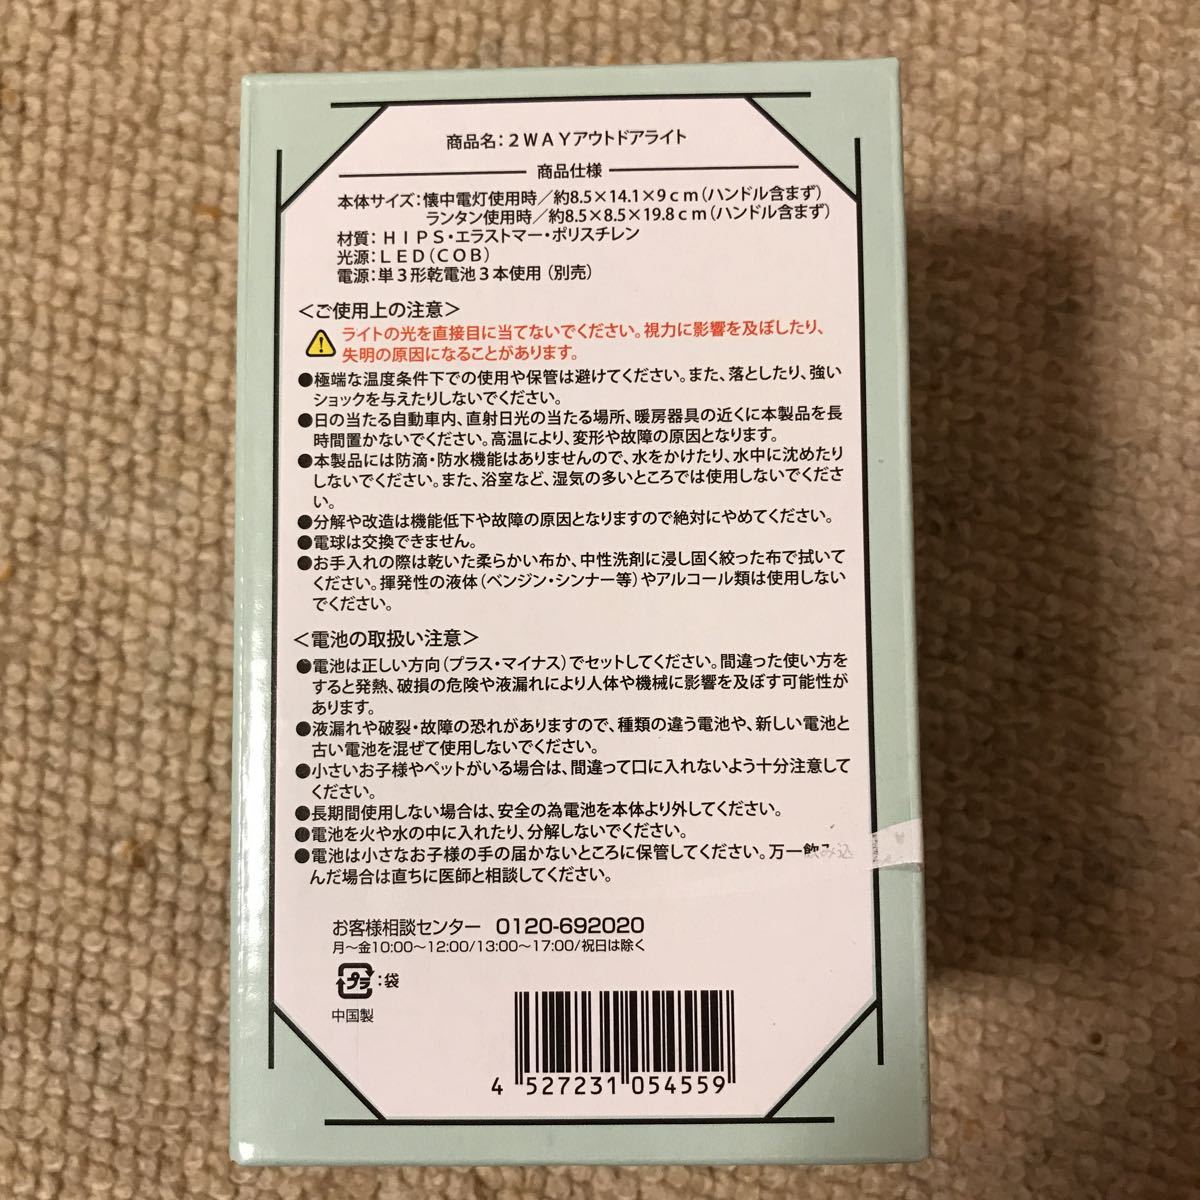 商品名：２ＷＡＹアウトドアライト
商品仕様
本体サイズ：懐中電灯使用時／約8.5×14.1×9ｃｍ（ハンドル含まず）
ランタン使用時／約8.5×8.5×19.8ｃｍ（ハンドル含まず）
材質：ＨＩＰＳ・エラストマー・ポリスチレン
光源：ＬＥＤ（ＣＯＢ）
電源：単３形乾電池３本使用（別売）
＜ご使用上の注意＞
ライトの光を直接目に当てないでください。視力に影響を及ぼしたり、
失明の原因になることがあります。
●極端な温度条件下での使用や保管は避けてください。また、落としたり、強い
ショックを与えたりしないでください。
●日の当たる自動車内、直射日光の当たる場所、暖房器具の近くに本製品を長
時間置かないでください。高温により、変形や故障の原因となります。
●本製品には防滴・防水機能はありませんので、水をかけたり、水中に沈めたり
しないでください。また、浴室など、湿気の多いところでは使用しないでくださ
い。
●分解や改造は機能低下や故障の原因となりますので絶対にやめてください。
●電球は交換できません。
●お手入れの際は乾いた柔らかい布か、中性洗剤に浸し固く絞った布で拭いて
ください。揮発性の液体（ベンジン・シンナー等）やアルコール類は使用しない
でください。
＜電池の取扱い注意＞
●電池は正しい方向（プラス・マイナス）でセットしてください。間違った使い方を
すると発熱、破損の危険や液漏れにより人体や機械に影響を及ぼす可能性が
あります。
●液漏れや破裂・故障の恐れがありますので、種類の違う電池や、新しい電池と
古い電池を混ぜて使用しないでください。
●小さいお子様やペットがいる場合は、間違って口に入れないよう十分注意して
ください。
●長期間使用しない場合は、安全の為電池を本体より外してください。
●電池を火や水の中に入れたり、分解しないでください。
●電池は小さなお子様の手の届かないところに保管してください。万一飲み込
んだ場合は直ちに医師と相談してください。
お客様相談センター 0120-692020
月～金10:00～12:00/13:00～17:00/祝日は除く
プラ：袋
中国製
4 527231 054559